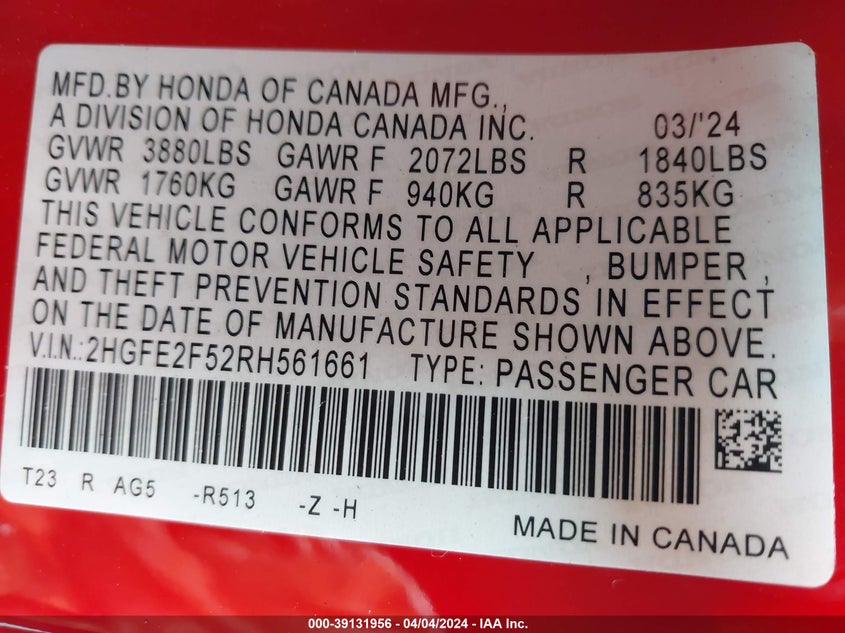 MFD.BY HONDA OF CANADA MFG.,
A DIVISION OF HONDA CANADA INC. 03/'24
GVWR 3880LBS GAWR F 2072LBS R 1840LBS
GVWR 1760KG GAWR F 940KG R 835KG
THIS VEHICLE CONFORMS TO ALL APPLICABLE
FEDERAL MOTOR VEHICLE SAFETY , BUMPER ,
AND THEFT PREVENTION STANDARDS IN EFFECT
ON THE DATE OF MANUFACTURE SHOWN ABOVE.
V.I.N.:2HGFE2F52RH561661 TYPE: PASSENGER CAR
T23 R AG5 -R513 -Z -H
MADE IN CANADA
000-39131956 / 04/04/2024 - IAA Inc.